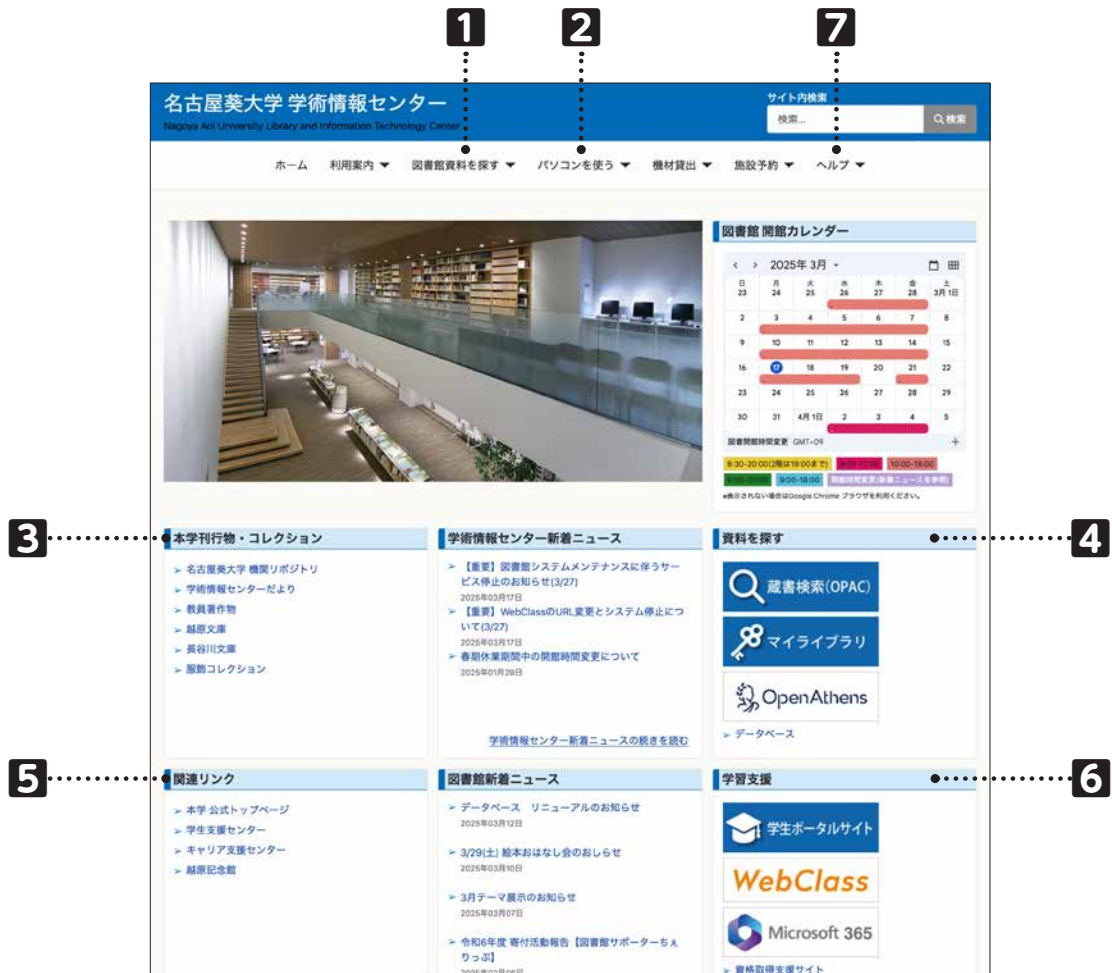 1
2
7
名古屋葵大学 学術情報センター
Nagoya Aoi University Library and Information Technology Center
サイト内検索
検索...
検索
ホーム
利用案内
図書館資料を探す
パソコンを使う
機材貸出
施設予約
ヘルプ
図書館 開館カレンダー
2025年 3月
日 月 火 水 木 金 土
23 24 25 26 27 28 3月 1日
2 3 4 5 6 7 8
9 10 11 12 13 14 15
16 17 18 19 20 21 22
23 24 25 26 27 28 29
30 31 4月 1日 2 3 4 5
図書開館時間変更 GMT+09
8:30-20:00(2階は19:00まで)
10:00-16:00
9:00-16:00
開館時間変更(新着ニュースを参照)
※表示されない場合はGoogle Chrome ブラウザを利用ください。
3
本学刊行物・コレクション
名古屋葵大学 機関リポジトリ
学術情報センターだより
教員著作物
越原文庫
長谷川文庫
服飾コレクション
学術情報センター新着ニュース
【重要】図書館システムメンテナンスに伴うサー
ビス停止のお知らせ(3/27)
2025年03月17日
【重要】WebClassのURL変更とシステム停止につ
いて(3/27)
2025年03月17日
春期休業期間中の開館時間変更について
2025年01月29日
学術情報センター新着ニュースの続きを読む
資料を探す
4
蔵書検索(OPAC)
マイライブラリ
OpenAthens
データベース
5
関連リンク
本学 公式トップページ
学生支援センター
キャリア支援センター
越原記念館
図書館新着ニュース
データベース リニューアルのお知らせ
2025年03月12日
3/29(土) 絵本おはなし会のおしらせ
2025年03月10日
3月テーマ展示のお知らせ
2025年03月07日
令和6年度 寄付活動報告【図書館サポーターちぇ
りっぷ】
学習支援
6
学生ポータルサイト
WebClass
Microsoft 365
資格取得支援サイト